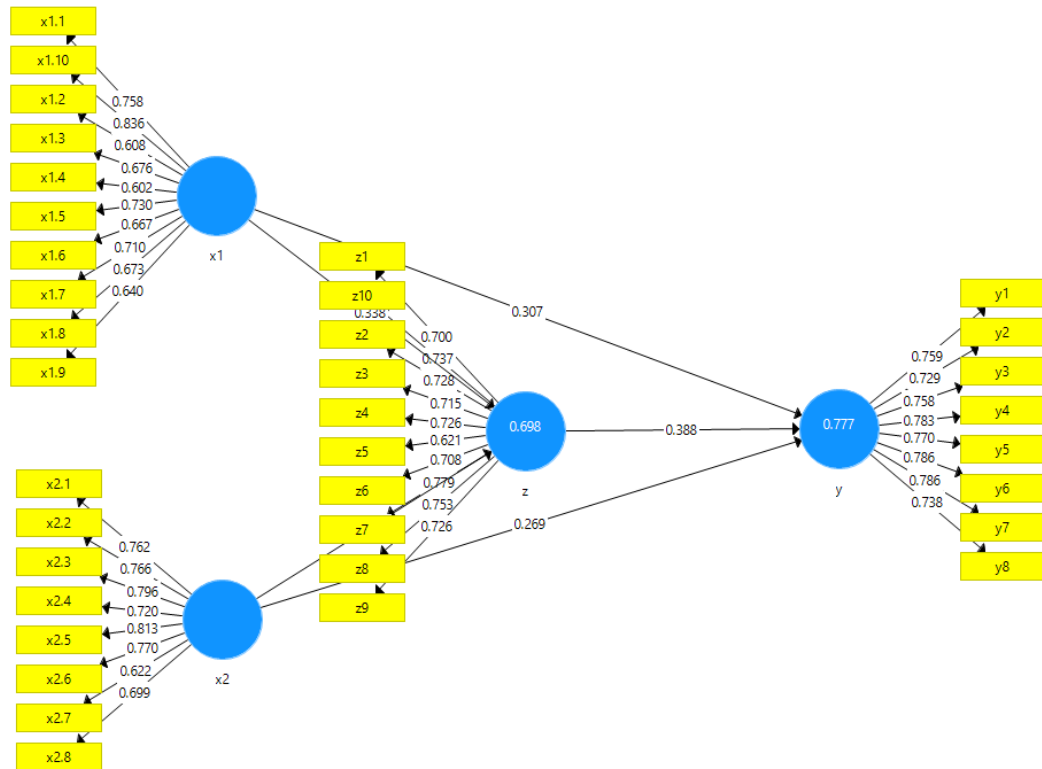 x1.1
x1.10
x1.2
x1.3
x1.4
x1.5
x1.6
x1.7
x1.8
x1.9
0.758
0.836
0.608
0.676
0.602
0.730
0.667
0.710
0.673
0.640
x1
x2.1
x2.2
x2.3
x2.4
x2.5
x2.6
x2.7
x2.8
0.762
0.766
0.796
0.720
0.813
0.770
0.622
0.699
x2
z1
z10
z2
z3
z4
z5
z6
z7
z8
z9
0.338
0.700
0.737
0.728
0.715
0.726
0.621
0.708
0.779
0.753
0.726
0.698
z
0.307
0.388
0.269
0.777
y
0.759
0.729
0.758
0.783
0.770
0.786
0.786
0.738
y1
y2
y3
y4
y5
y6
y7
y8